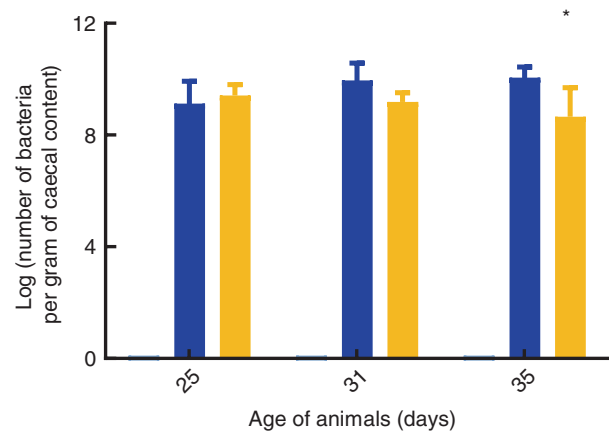 *
12
8
4
0
Log (number of bacteria
per gram of caecal content)
25
31
35
Age of animals (days)